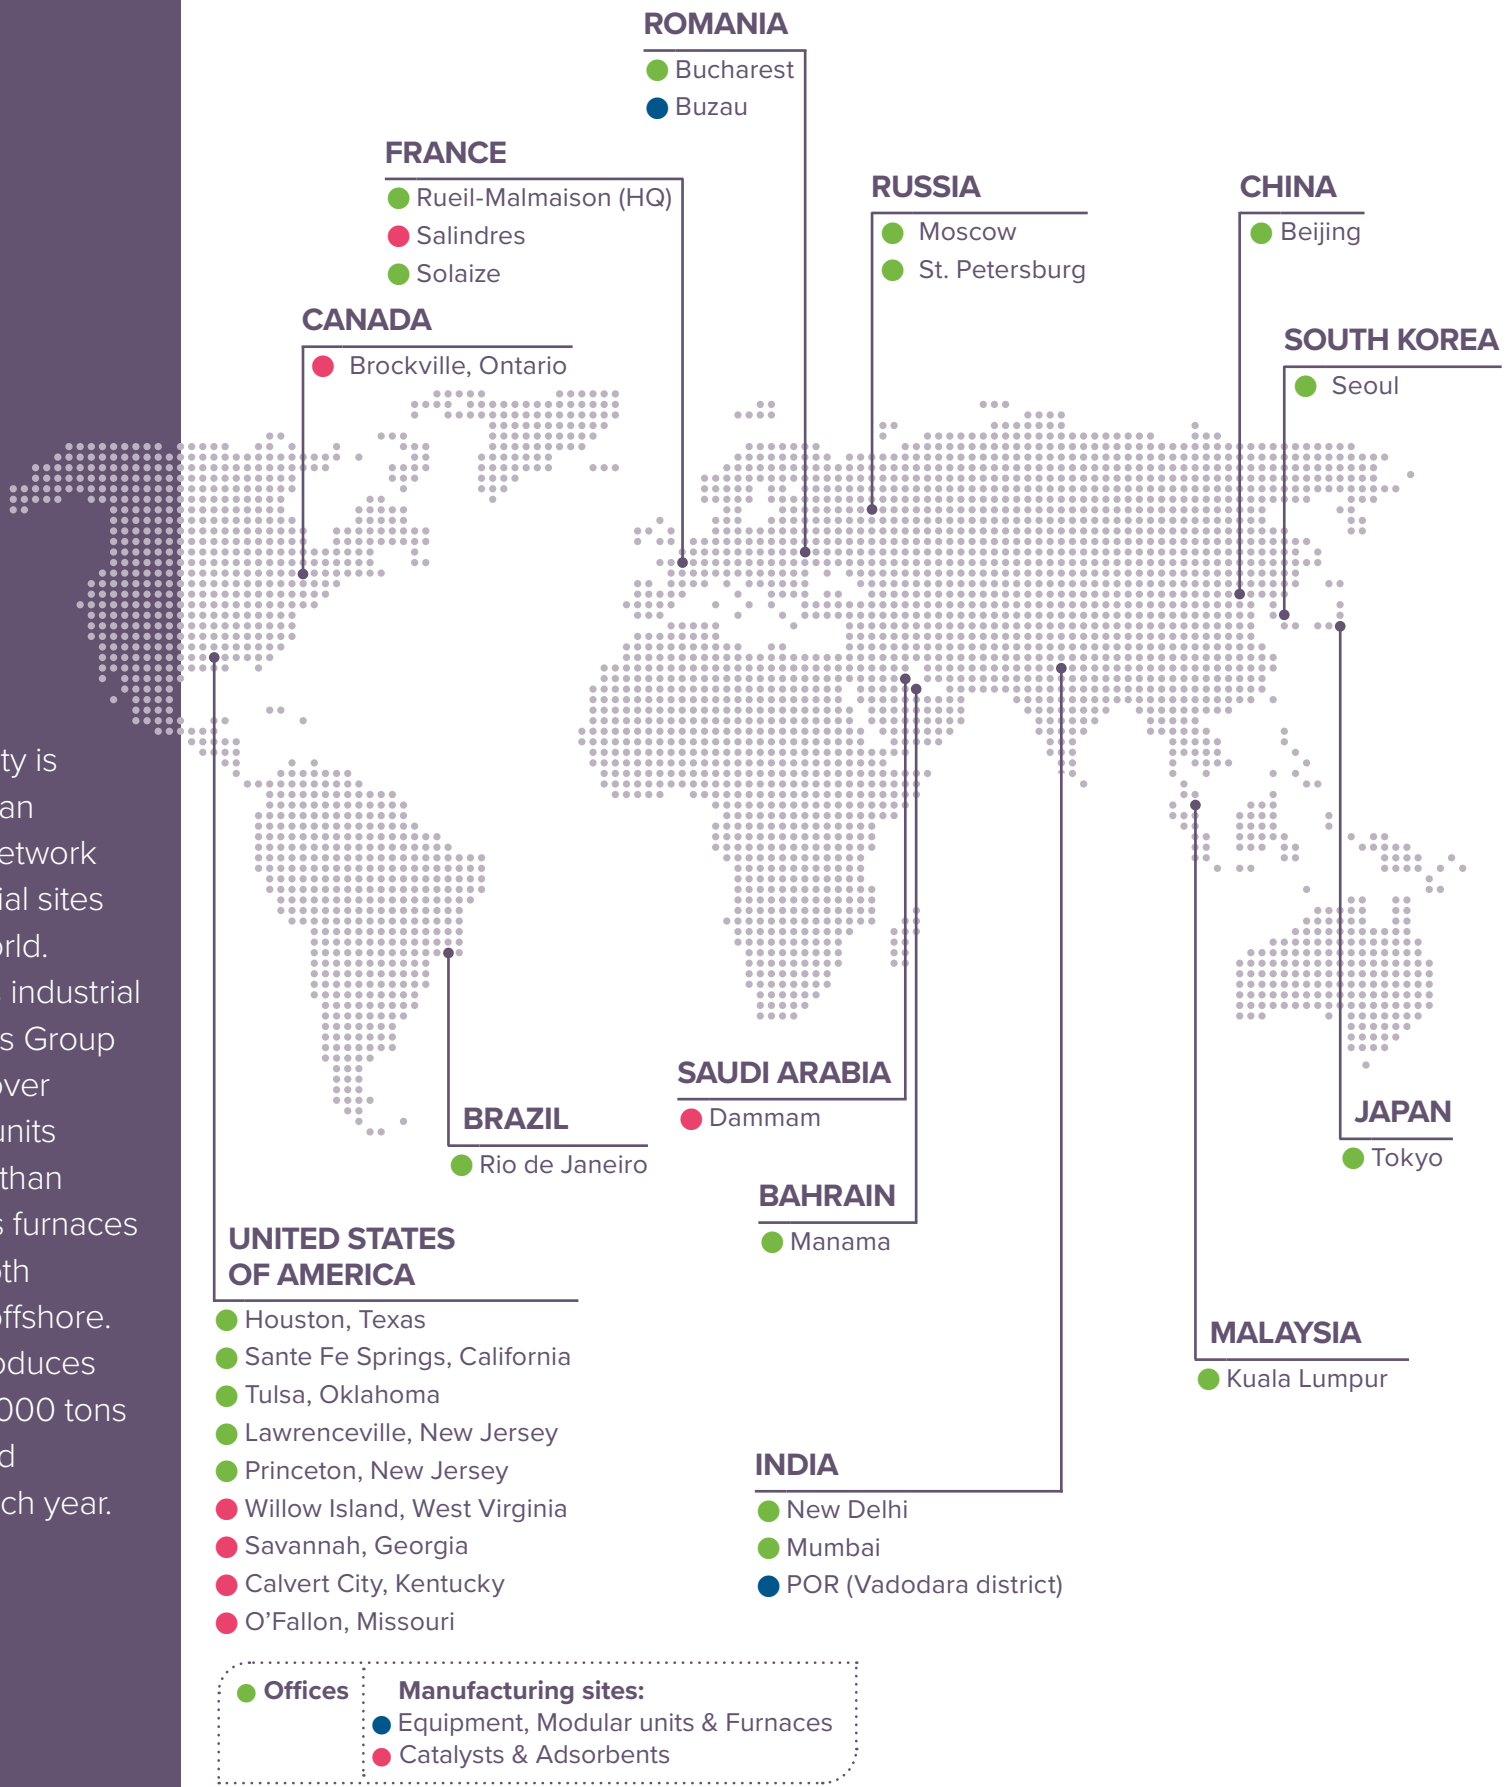 ROMANIA
Bucharest
Buzau
FRANCE
Rueil-Malmaison (HQ)
Salindres
Solaize
RUSSIA
Moscow
St. Petersburg
CHINA
Beijing
CANADA
Brockville, Ontario
SOUTH KOREA
Seoul
ty is
an
etwork
ial sites
orld.
industrial
s Group
over
units
than
s furnaces
oth
offshore.
oduces
000 tons
d
ch year.
SAUDI ARABIA
Dammam
BRAZIL
Rio de Janeiro
JAPAN
Tokyo
BAHRAIN
Manama
UNITED STATES
OF AMERICA
Houston, Texas
Sante Fe Springs, California
Tulsa, Oklahoma
Lawrenceville, New Jersey
Princeton, New Jersey
Willow Island, West Virginia
Savannah, Georgia
Calvert City, Kentucky
O'Fallon, Missouri
MALAYSIA
Kuala Lumpur
INDIA
New Delhi
Mumbai
POR (Vadodara district)
Offices
Manufacturing sites:
Equipment, Modular units & Furnaces
Catalysts & Adsorbents